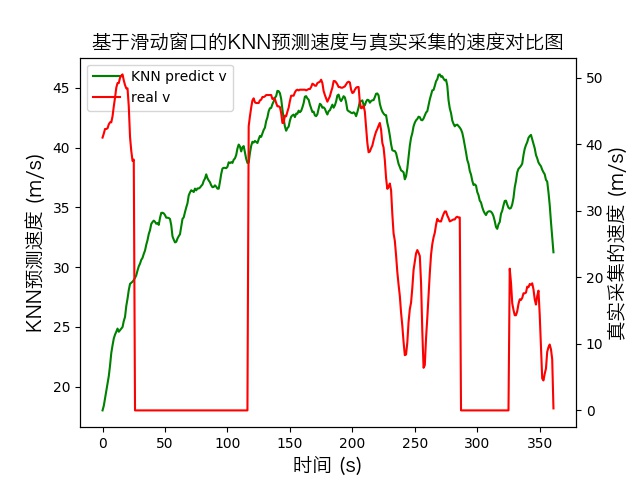 基于滑动窗口的KNN预测速度与真实采集的速度对比图
KNN predict v
real v
KNN预测速度 (m/s)
45
40
35
30
25
20
50
40
30
20
10
0
真实采集的速度 (m/s)
0 50 100 150 200 250 300 350
时间 (s)